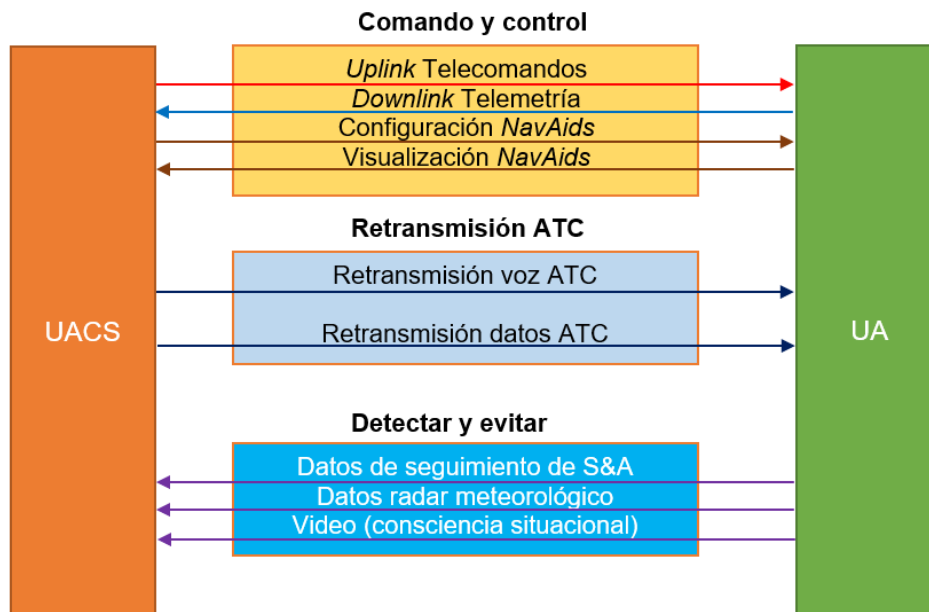 Comando y control
Uplink Telecomandos
Downlink Telemetría
Configuración NavAids
Visualización NavAids
Retransmisión ATC
Retransmisión voz ATC
UACS
UA
Retransmisión datos ATC
Detectar y evitar
Datos de seguimiento de S&A
Datos radar meteorológico
Video (consciencia situacional)